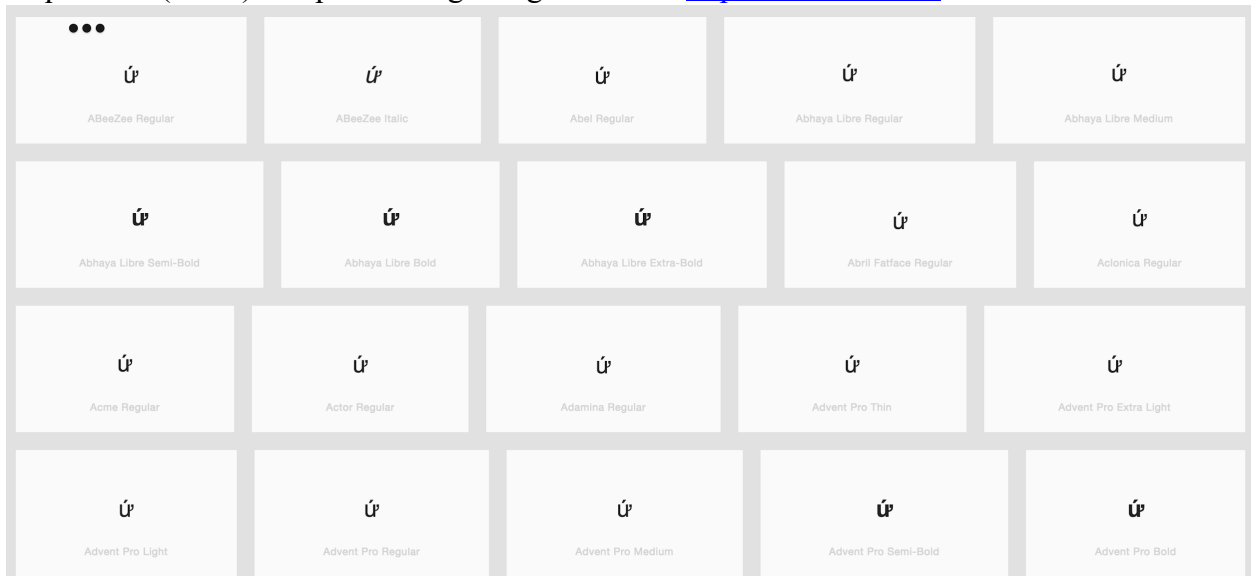 ứ ứ ứ ứ ứ
ABeeZee Regular ABeeZee Italic Abel Regular Abhaya Libre Regular Abhaya Libre Medium
ứ ứ ứ ứ ứ
Abhaya Libre Semi-Bold Abhaya Libre Bold Abhaya Libre Extra-Bold Abril Fatface Regular Aclonica Regular
ứ ứ ứ ứ ứ
Acme Regular Actor Regular Adamina Regular Advent Pro Thin Advent Pro Extra Light
ứ ứ ứ ứ ứ
Advent Pro Light Advent Pro Regular Advent Pro Medium Advent Pro Semi-Bold Advent Pro Bold